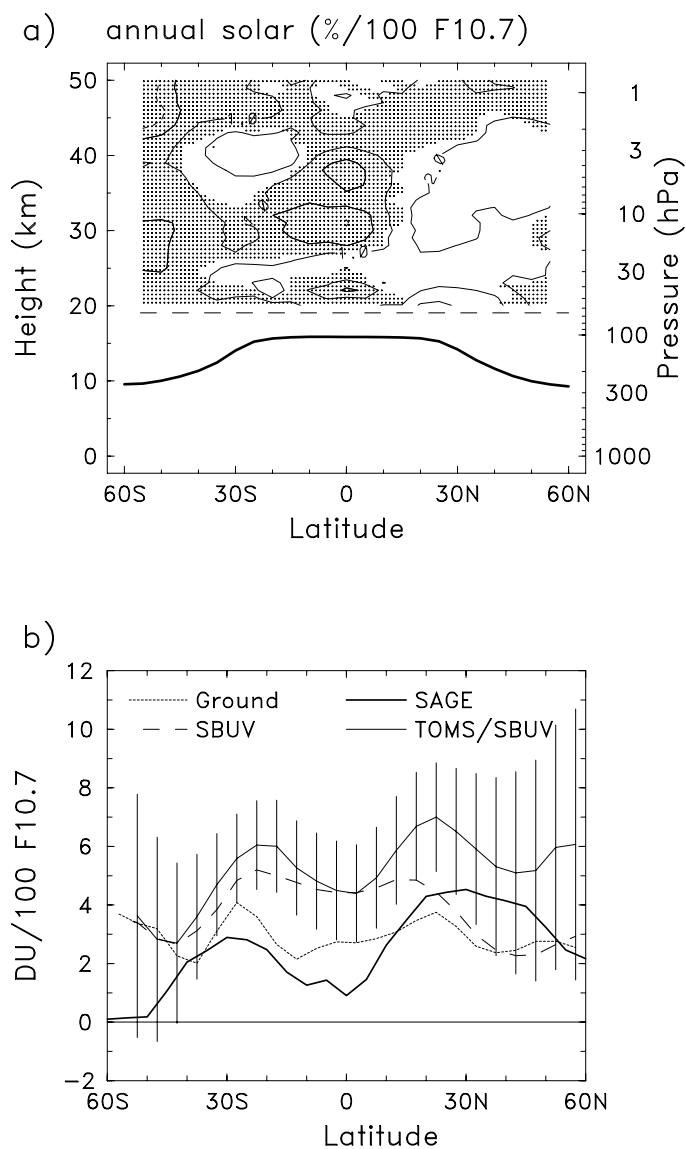 a) annual solar (%/100 F10.7)
50
40
30
20
10
0
Height (km)
1.0
2.0
1.0
1
3
10
30
100
300
1000
Pressure (hPa)
60S 30S 0 30N 60N
Latitude
b)
12
10
8
6
4
2
0
−2
DU/100 F10.7
Ground SAGE
SBUV TOMS/SBUV
60S 30S 0 30N 60N
Latitude